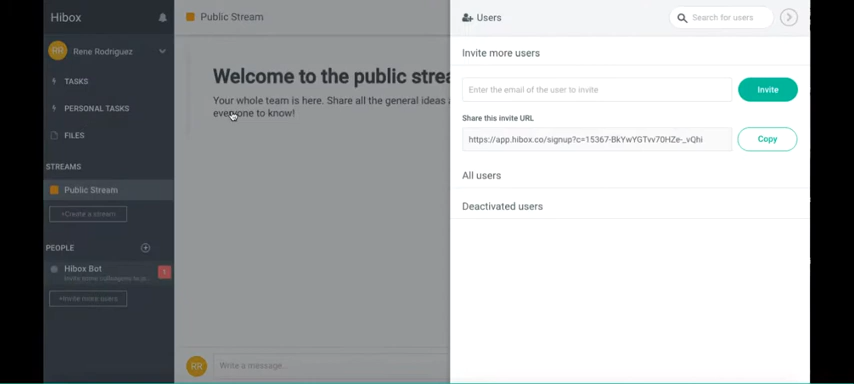 Hibox
RR Rene Rodriguez
TASKS
PERSONAL TASKS
FILES
STREAMS
Public Stream
+Create a stream
PEOPLE
Hibox Bot
1
+Invite more users
Public Stream
Welcome to the public strea
Your whole team is here. Share all the general ideas a
everyone to know!
RR Write a message...
Users
Search for users
Invite more users
Enter the email of the user to invite
Invite
Share this invite URL
https://app.hibox.co/signup?c=15367-BkYwYGTvv70HZe-_vQhi
Copy
All users
Deactivated users